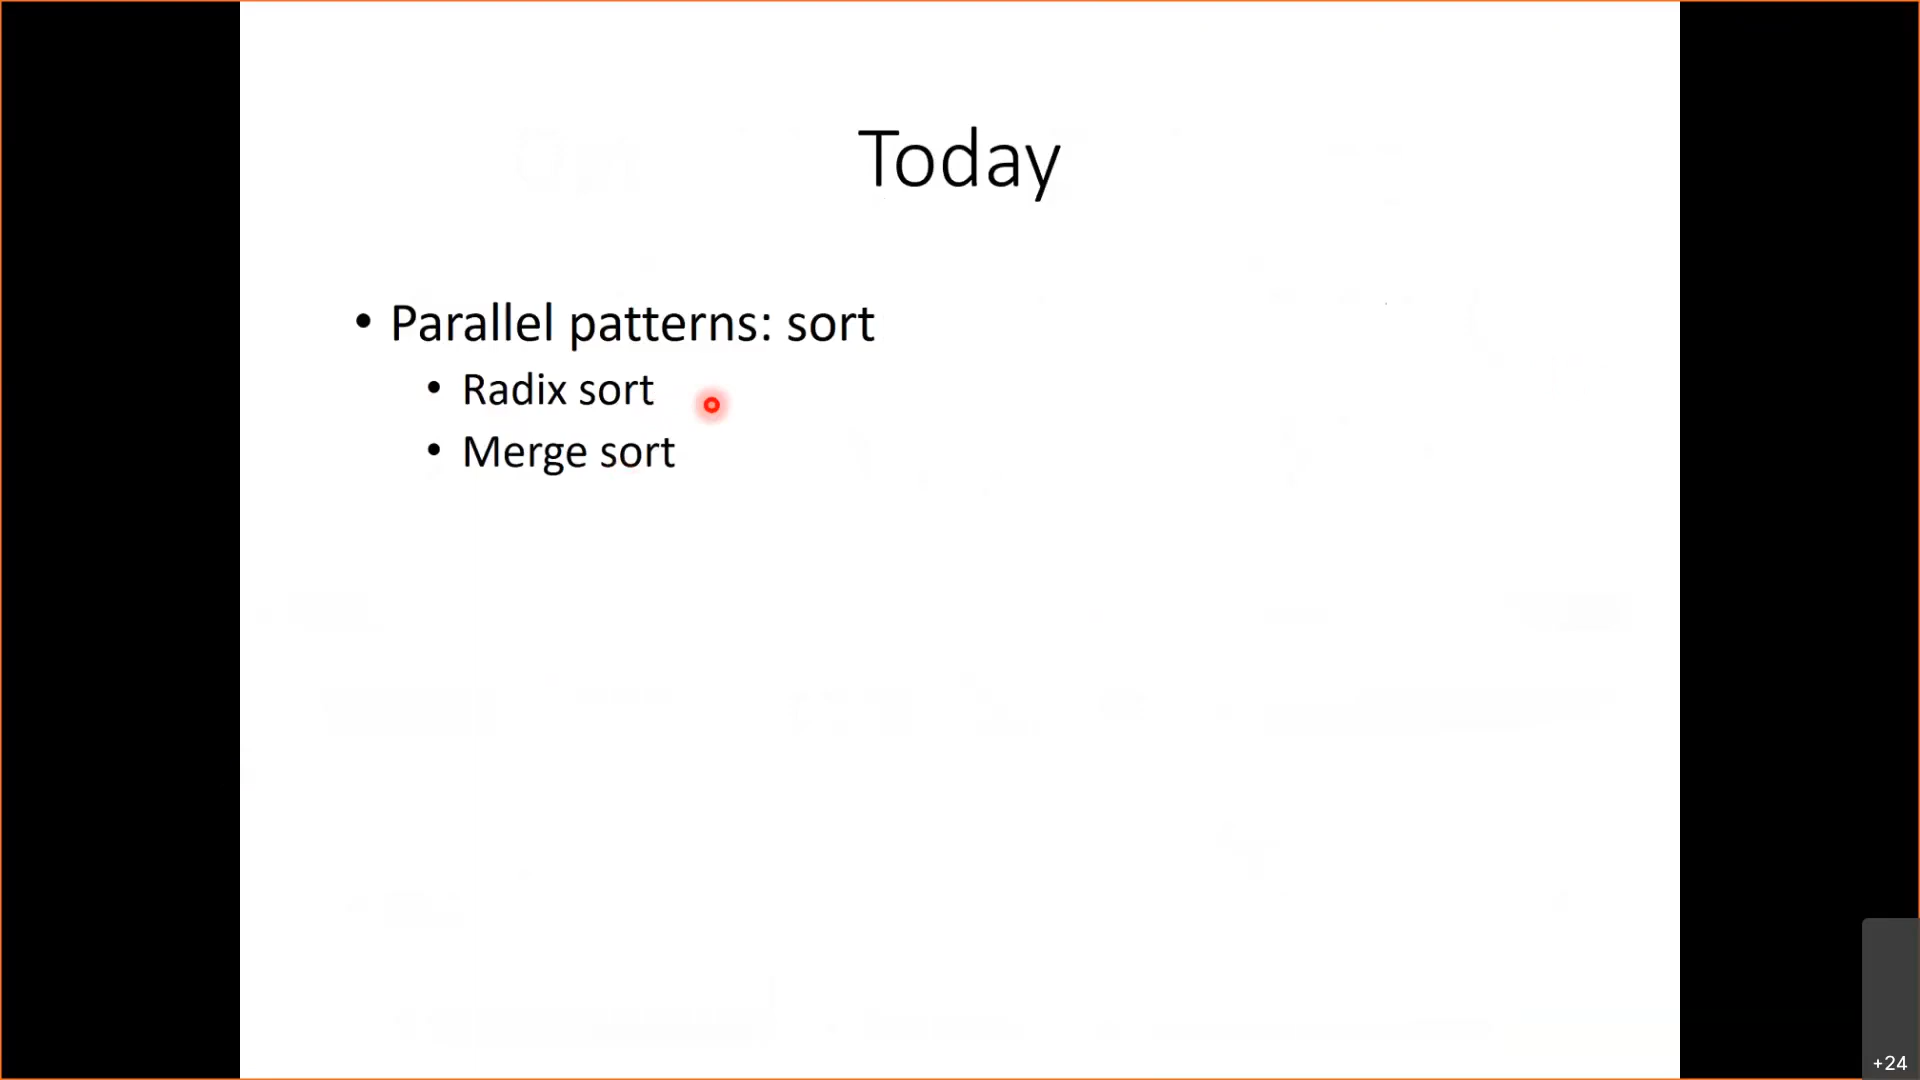 Today
• Parallel patterns: sort
• Radix sort
• Merge sort
+24